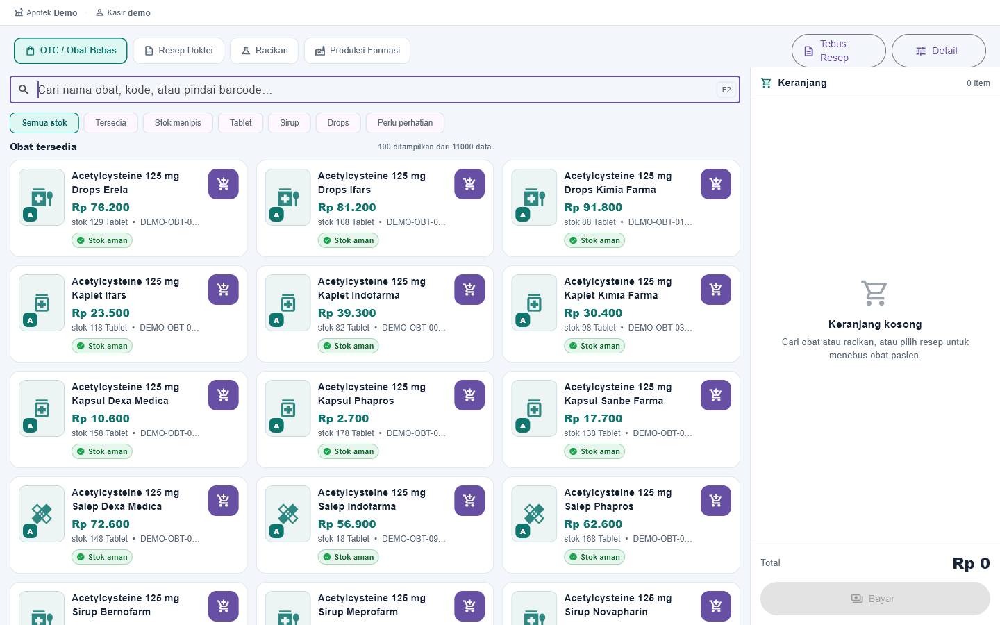 Apotek Demo · Kasir demo
OTC / Obat Bebas
Resep Dokter
Racikan
Produksi Farmasi
Tebus
Resep
Detail
Cari nama obat, kode, atau pindai barcode...
F2
Semua stok
Tersedia
Stok menipis
Tablet
Sirup
Drops
Perlu perhatian
Obat tersedia
100 ditampilkan dari 11000 data
Acetylcysteine 125 mg
Drops Erela
Rp 76.200
stok 129 Tablet • DEMO-OBT-0...
Stok aman
A
Acetylcysteine 125 mg
Drops Ifars
Rp 81.200
stok 108 Tablet • DEMO-OBT-0...
Stok aman
A
Acetylcysteine 125 mg
Drops Kimia Farma
Rp 91.800
stok 88 Tablet • DEMO-OBT-01...
Stok aman
A
Acetylcysteine 125 mg
Kaplet Ifars
Rp 23.500
stok 118 Tablet • DEMO-OBT-0...
Stok aman
A
Acetylcysteine 125 mg
Kaplet Indofarma
Rp 39.300
stok 82 Tablet • DEMO-OBT-00...
Stok aman
A
Acetylcysteine 125 mg
Kaplet Kimia Farma
Rp 30.400
stok 98 Tablet • DEMO-OBT-03...
Stok aman
A
Acetylcysteine 125 mg
Kapsul Dexa Medica
Rp 10.600
stok 158 Tablet • DEMO-OBT-0...
Stok aman
A
Acetylcysteine 125 mg
Kapsul Phapros
Rp 2.700
stok 178 Tablet • DEMO-OBT-0...
Stok aman
A
Acetylcysteine 125 mg
Kapsul Sanbe Farma
Rp 17.700
stok 138 Tablet • DEMO-OBT-0...
Stok aman
A
Acetylcysteine 125 mg
Salep Dexa Medica
Rp 72.600
stok 148 Tablet • DEMO-OBT-0...
Stok aman
A
Acetylcysteine 125 mg
Salep Indofarma
Rp 56.900
stok 18 Tablet • DEMO-OBT-09...
Stok aman
A
Acetylcysteine 125 mg
Salep Phapros
Rp 62.600
stok 168 Tablet • DEMO-OBT-0...
Stok aman
A
Acetylcysteine 125 mg
Sirup Bernofarm
Acetylcysteine 125 mg
Sirup Meprofarm
Acetylcysteine 125 mg
Sirup Novapharin
Keranjang
0 item
Keranjang kosong
Cari obat atau racikan, atau pilih resep untuk
menebus obat pasien.
Total
Rp 0
Bayar